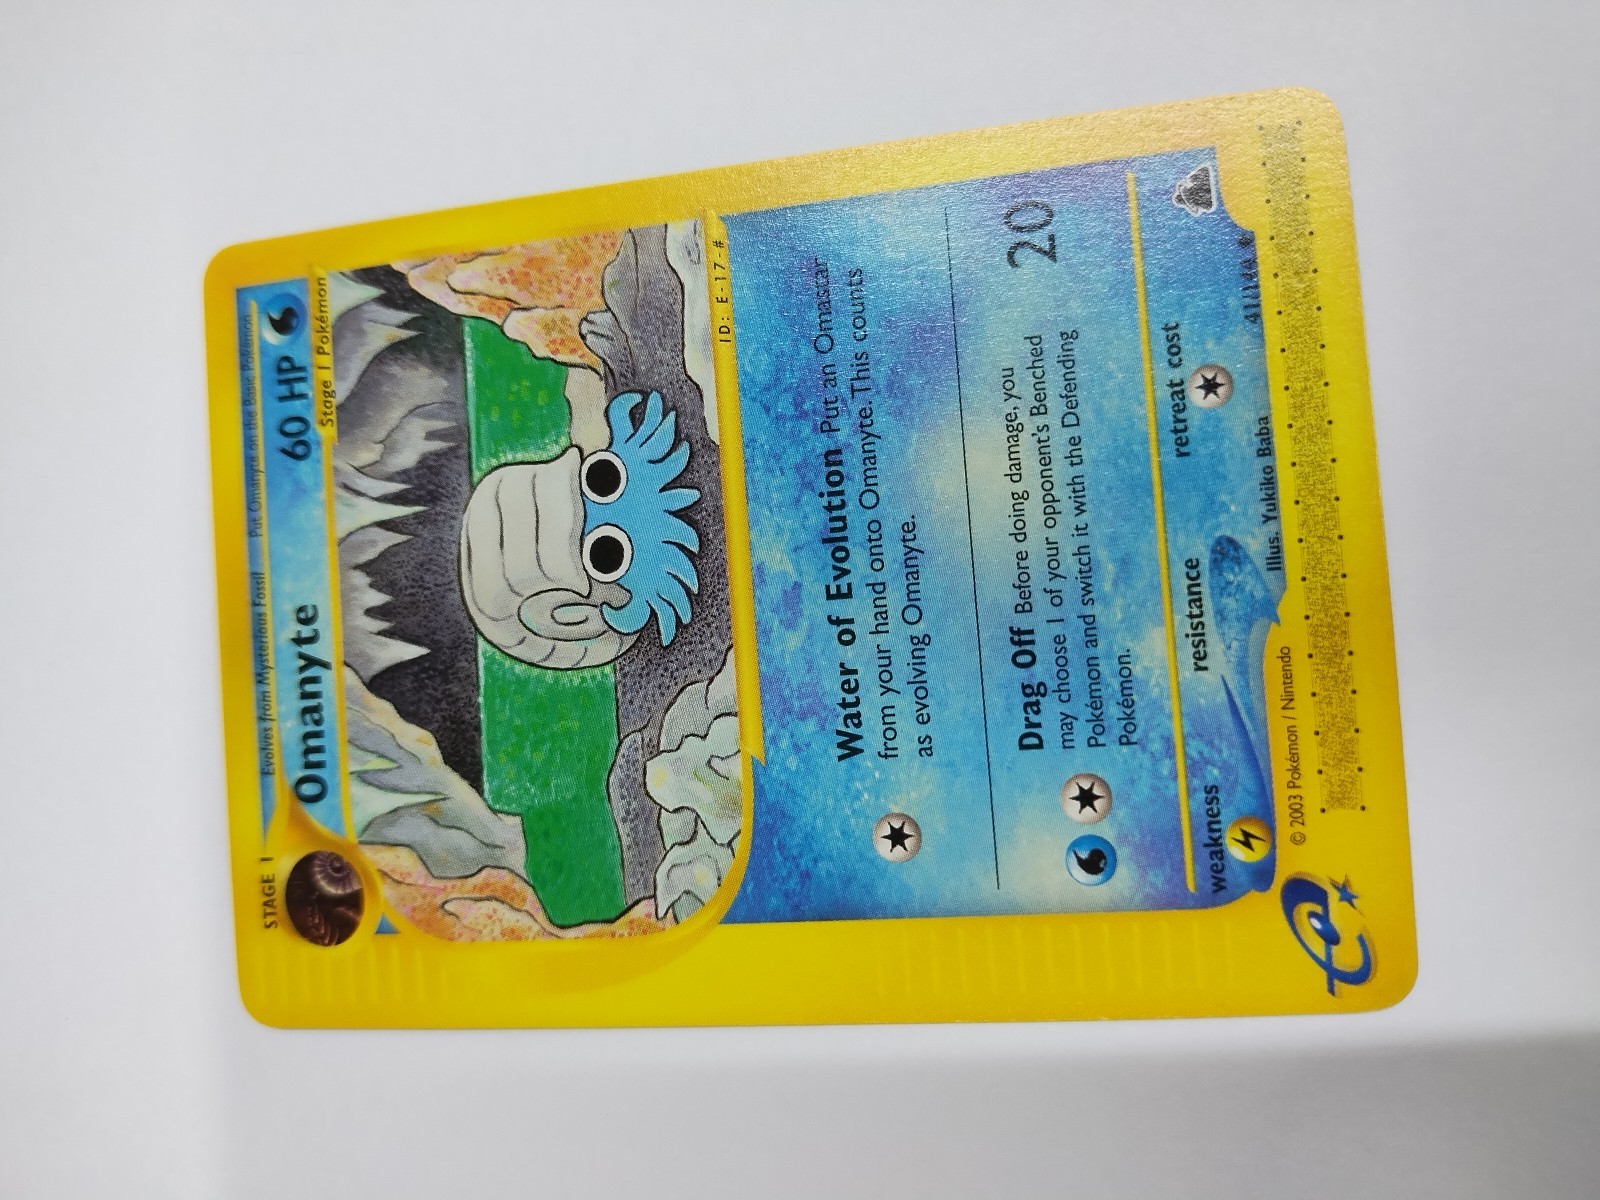 STAGE 1
Evolves from Mysterious Fossil
Put Omanyte on the Basic Pokémon
Omanyte
60 HP
Stage 1 Pokémon
ID: E-17-#
Water of Evolution Put an Omastar
from your hand onto Omanyte. This counts
as evolving Omanyte.
Drag Off Before doing damage, you
may choose 1 of your opponent's Benched
Pokémon and switch it with the Defending
Pokémon.
20
weakness
resistance
retreat cost
Illus. Yukiko Baba
41/144
© 2003 Pokémon / Nintendo
e